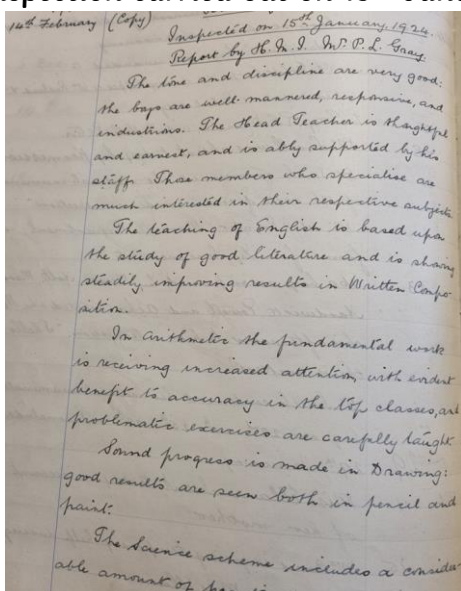 14th February (Copy)
Inspected on 15th January, 1924.
Report by H. M. I. Mr. P. L. Gray.
The tone and discipline are very good:
the boys are well-mannered, responsive, and
industrious. The Head Teacher is thoughtful
and earnest, and is ably supported by his
staff. Those members who specialise are
much interested in their respective subjects
The teaching of English is based upon
the study of good literature and is showing
steadily improving results in Written Compo-
sition.
In Arithmetic the fundamental work
is receiving increased attention, with evident
benefit to accuracy in the top classes, and
problematic exercises are carefully taught.
Sound progress is made in Drawing:
good results are seen both in pencil and
paint.
The Science scheme includes a consider-
able amount of